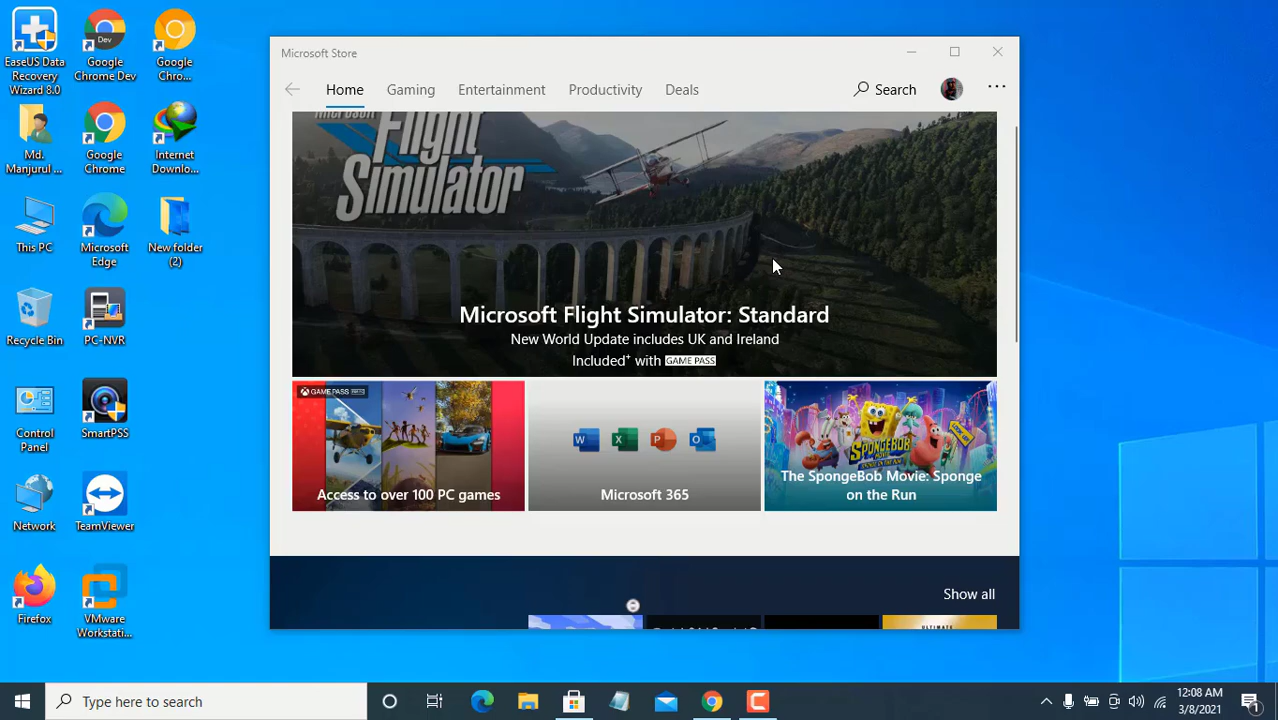 EaseUS Data
Recovery
Wizard 8.0
Dev
Google
Chrome Dev
Google
Chro...
Md.
Manjurul ...
Google
Chrome
Internet
Downlo...
This PC
Microsoft
Edge
New folder
(2)
Recycle Bin
PC-NVR
Control
Panel
SmartPSS
Network
TeamViewer
Firefox
VMware
Workstati...
Microsoft Store
Home
Gaming
Entertainment
Productivity
Deals
Search
Flight
Simulator
Microsoft Flight Simulator: Standard
New World Update includes UK and Ireland
Included+ with GAME PASS
GAME PASS
Access to over 100 PC games
W X P O
Microsoft 365
The SpongeBob Movie: Sponge
on the Run
Show all
ULTIMATE
Type here to search
12:08 AM
3/8/2021
1